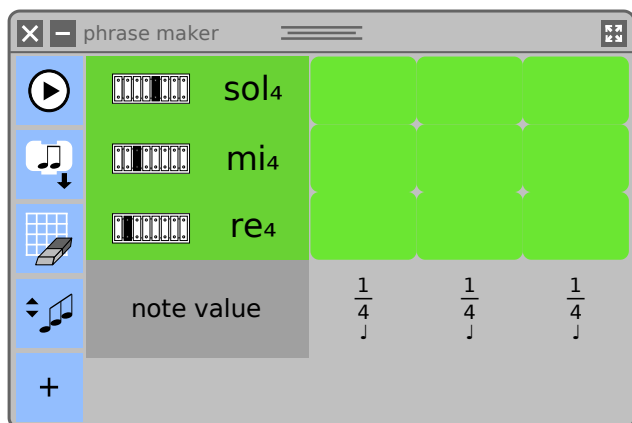 phrase maker
sol₄
mi₄
re₄
note value
1/4 1/4 1/4